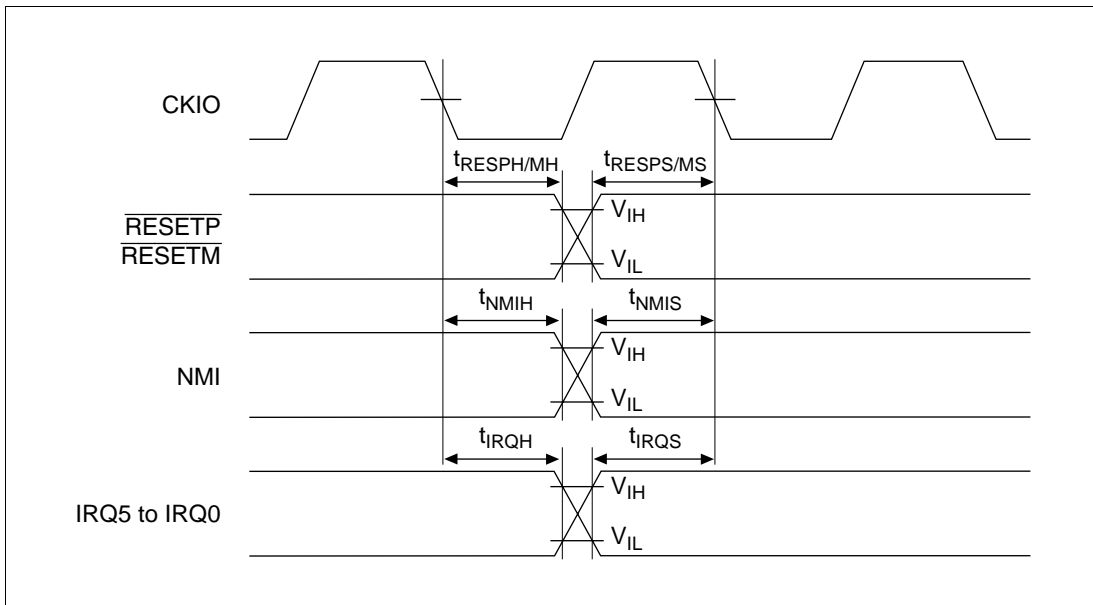 CKIO
tRESPH/MH tRESPS/MS
RESETP
RESETM
VIH
VIL
tNMIH tNMIS
NMI
VIH
VIL
tIRQH tIRQS
IRQ5 to IRQ0
VIH
VIL